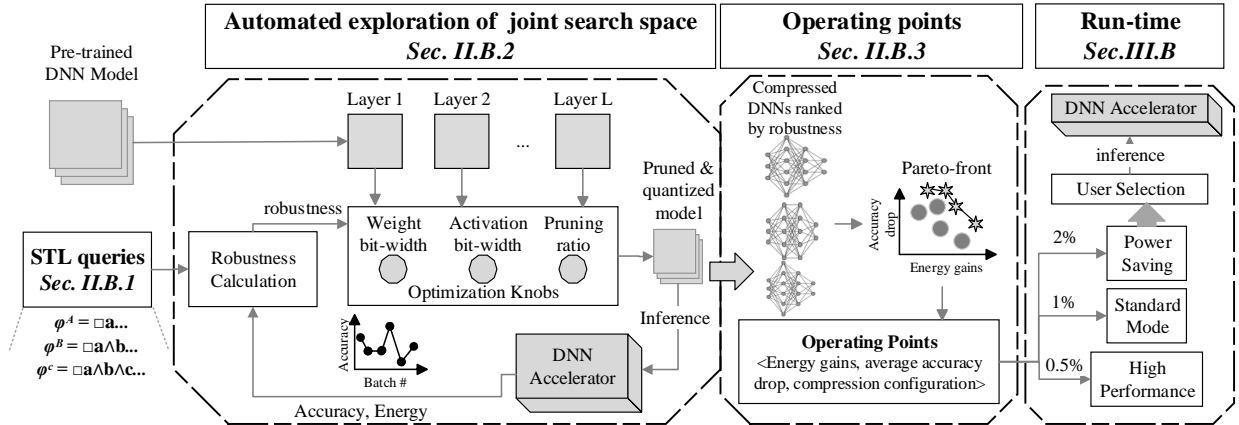 Automated exploration of joint search space
Sec. II.B.2
Operating points
Sec. II.B.3
Run-time
Sec.III.B
Pre-trained
DNN Model
Layer 1
Layer 2
...
Layer L
robustness
Weight
bit-width
Activation
bit-width
Pruning
ratio
Optimization Knobs
Pruned &
quantized
model
STL queries
Sec. II.B.1
φᴬ = □a...
φᴮ = □a∧b...
φᶜ = □a∧b∧c...
Robustness
Calculation
Accuracy
Batch #
Inference
DNN
Accelerator
Accuracy, Energy
Compressed
DNNs ranked
by robustness
Pareto-front
Accuracy
drop
Energy gains
Operating Points
<Energy gains, average accuracy
drop, compression configuration>
DNN Accelerator
inference
User Selection
2%
Power
Saving
1%
Standard
Mode
0.5%
High
Performance